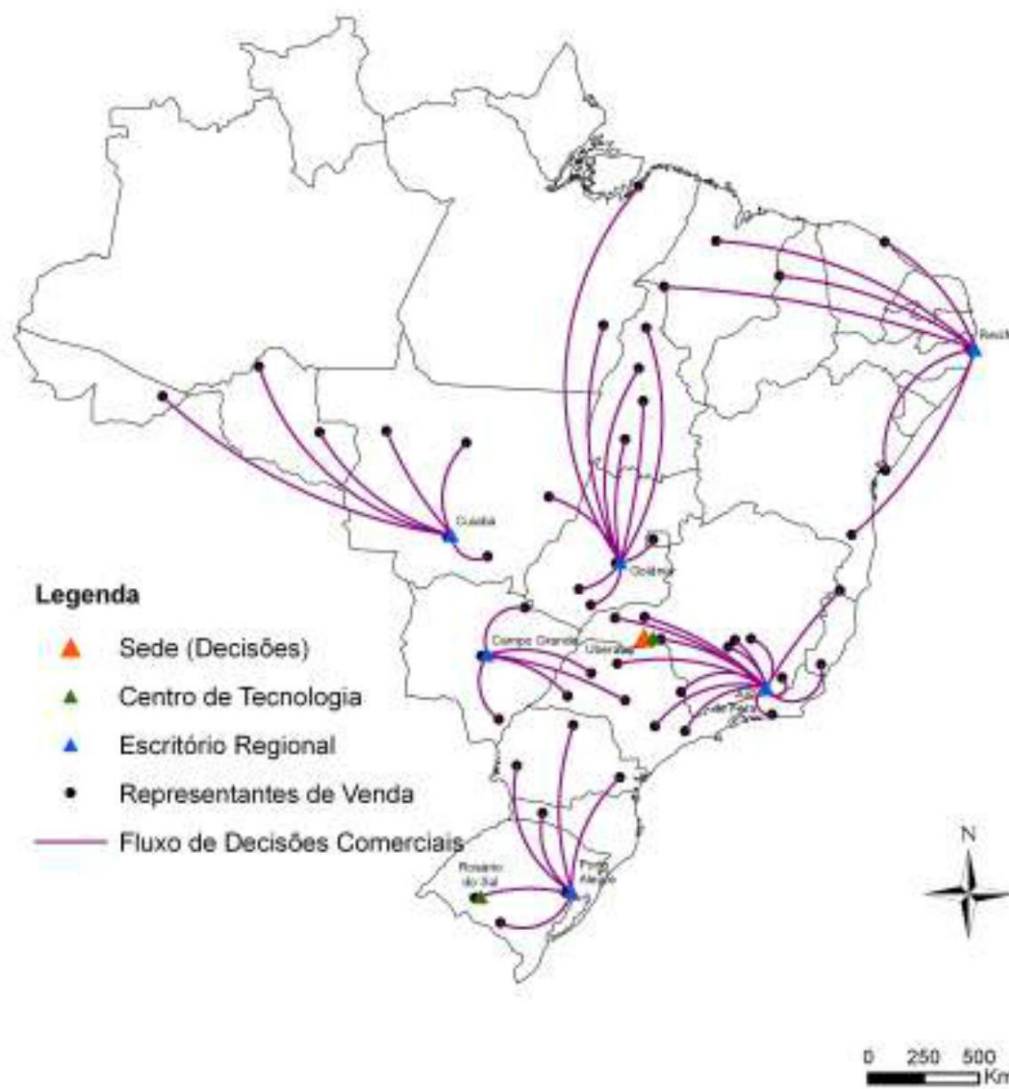 Cuiabá
Goiânia
Campo Grande
Uberaba
Legenda
Sede (Decisões)
Centro de Tecnologia
Escritório Regional
Representantes de Venda
Fluxo de Decisões Comerciais
Rosário
do Sul
Porto
Alegre
N
0 250 500
Km